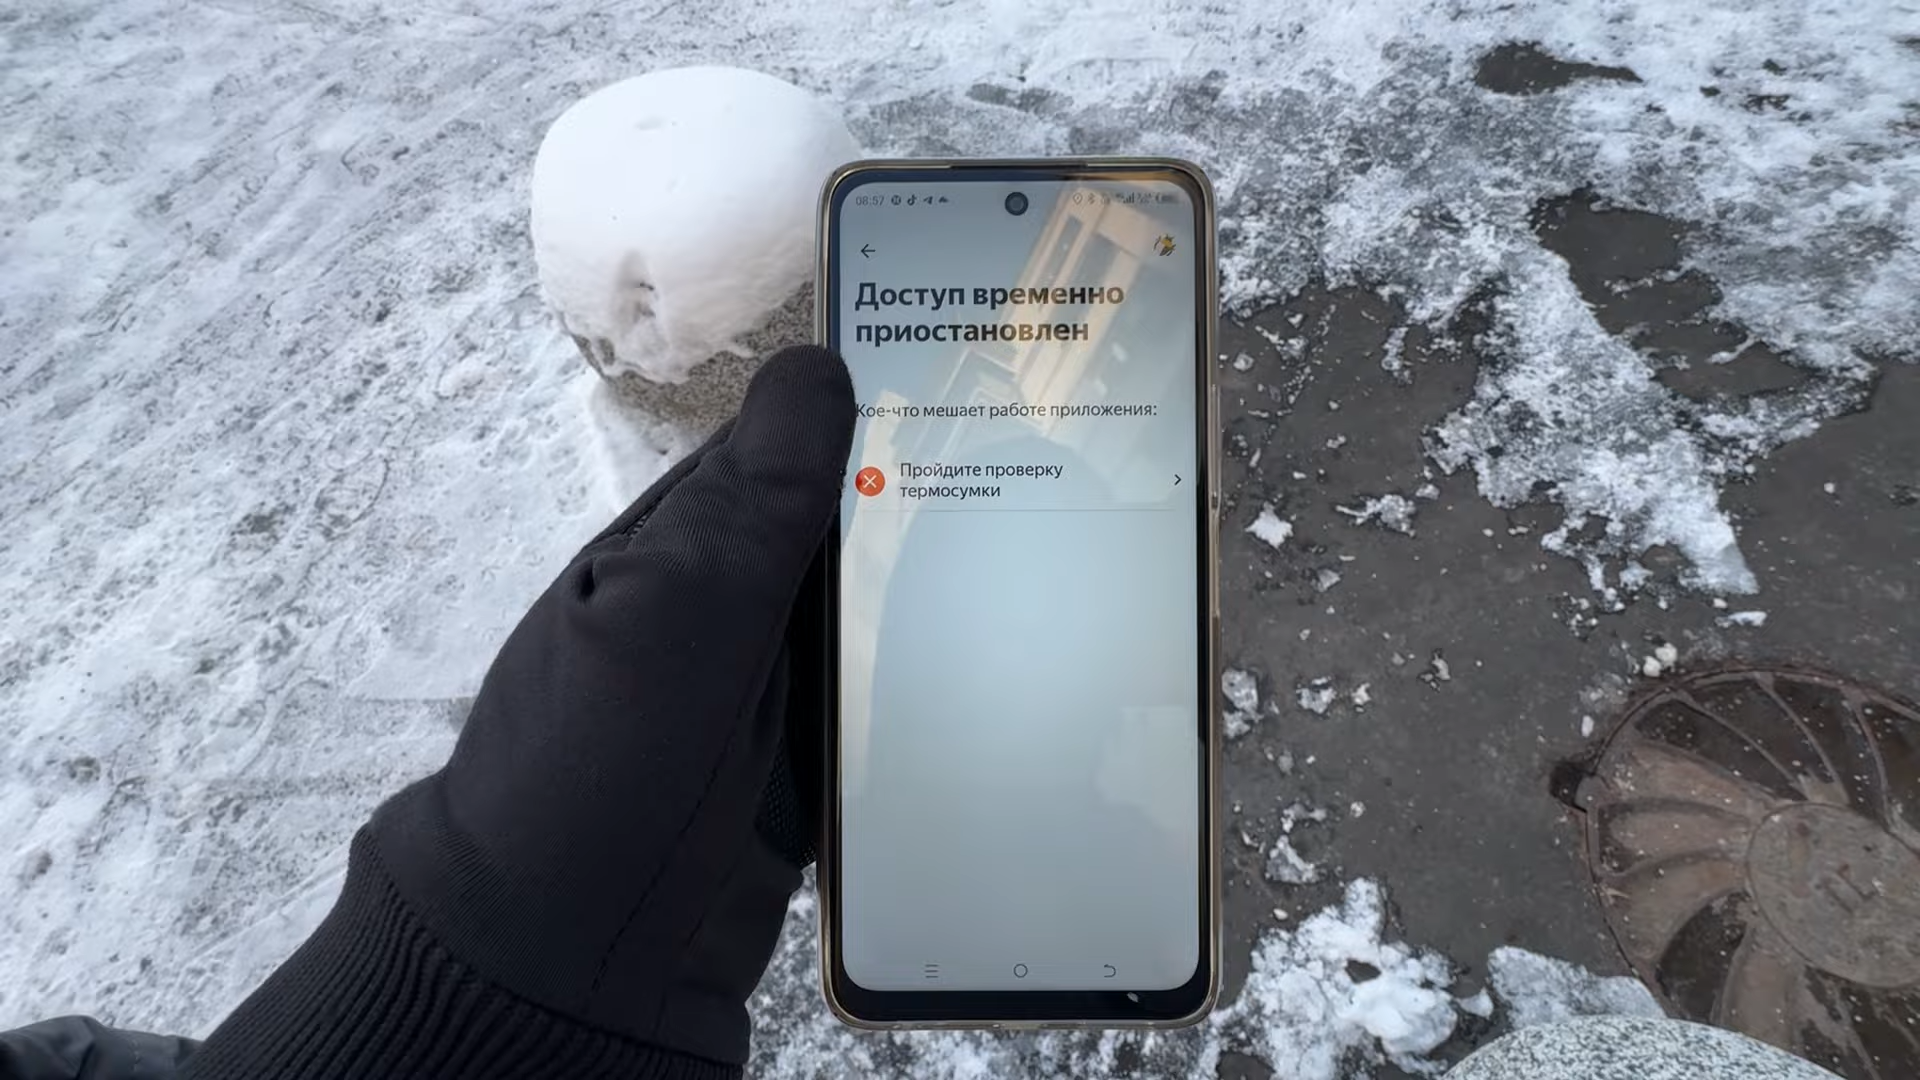 08:57
Доступ временно
приостановлен
Кое-что мешает работе приложения:
Пройдите проверку
термосумки